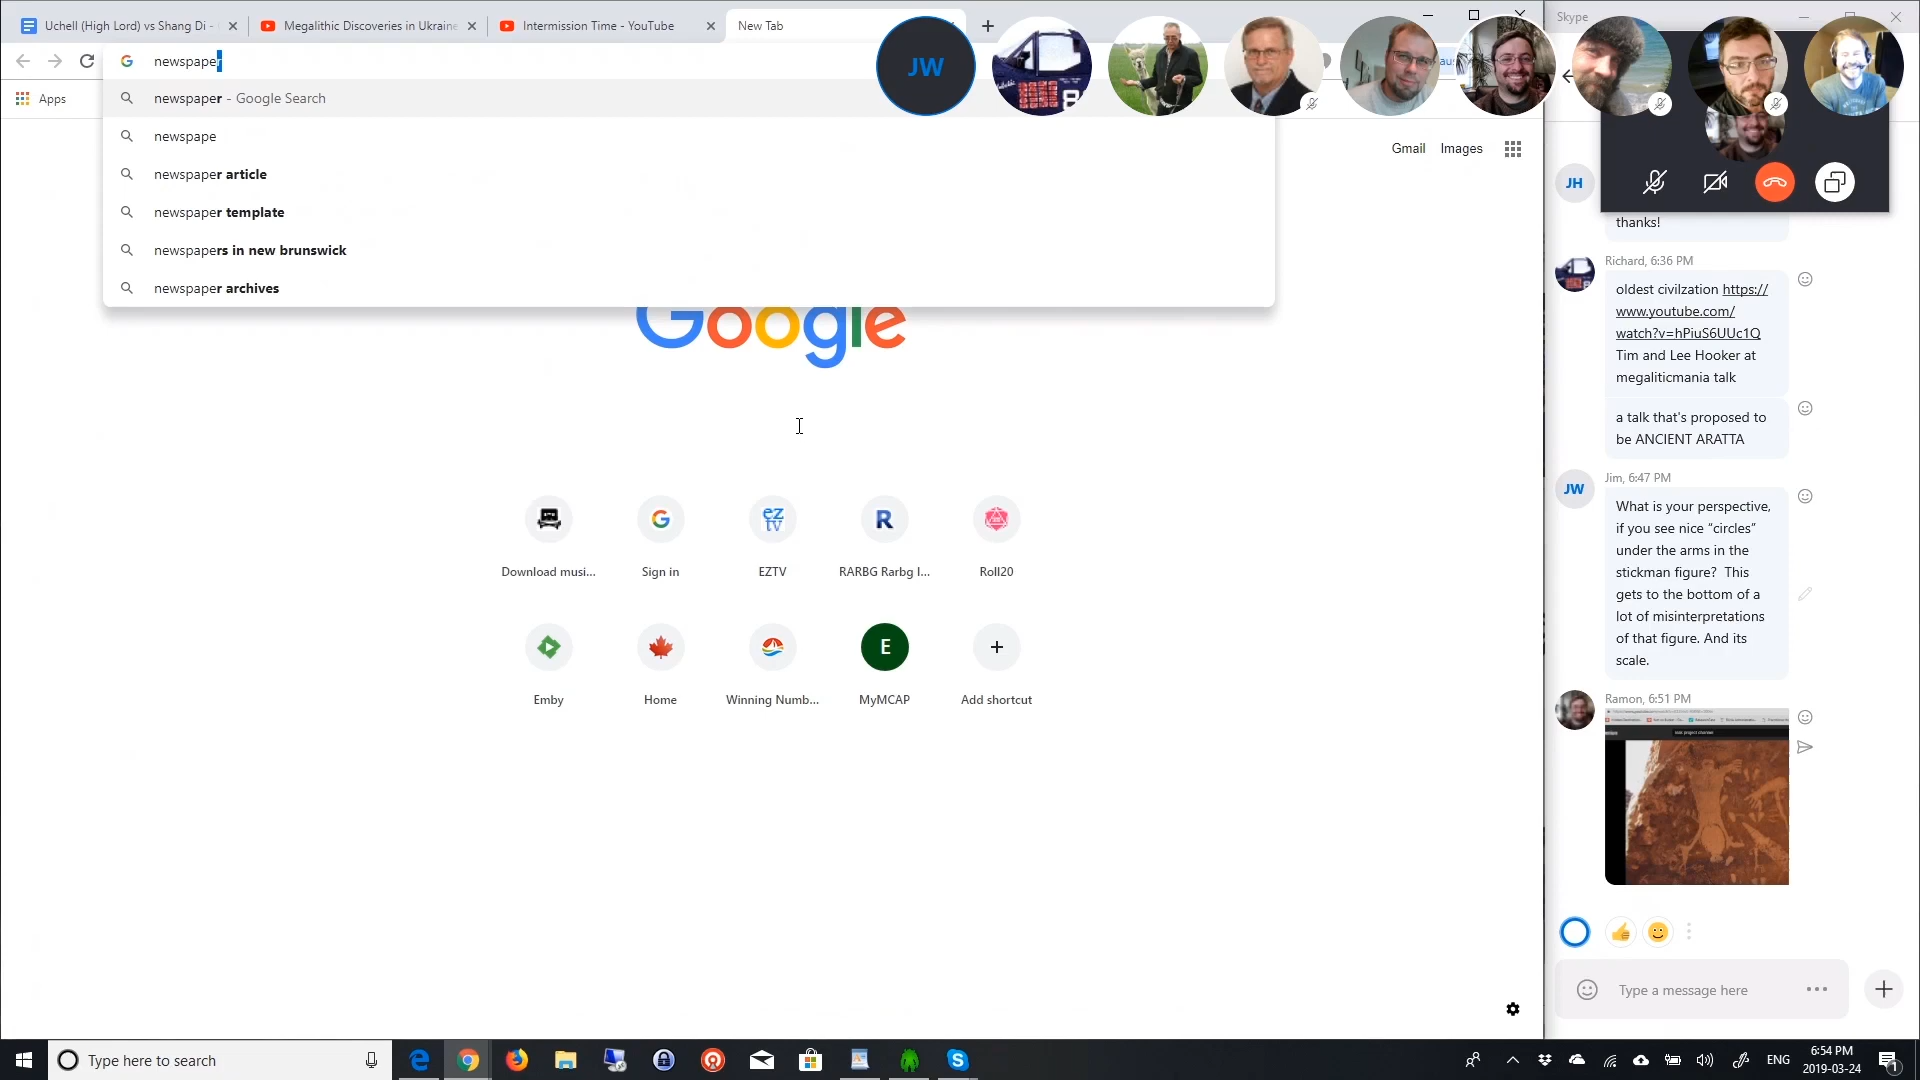 Uchell (High Lord) vs Shang Di -
Megalithic Discoveries in Ukraine
Intermission Time - YouTube
New Tab
Skype
newspaper
Apps
newspaper - Google Search
newspape
newspaper article
newspaper template
newspapers in new brunswick
newspaper archives
Gmail Images
Google
Download musi...
Sign in
EZTV
RARBG Rarbg I...
Roll20
Emby
Home
Winning Numb...
MyMCAP
Add shortcut
ez
tv
R
E
JW
JH
thanks!
Richard, 6:36 PM
oldest civilzation https://
www.youtube.com/
watch?v=hPiuS6UUc1Q
Tim and Lee Hooker at
megaliticmania talk
a talk that's proposed to
be ANCIENT ARATTA
Jim, 6:47 PM
JW
What is your perspective,
if you see nice “circles”
under the arms in the
stickman figure? This
gets to the bottom of a
lot of misinterpretations
of that figure. And its
scale.
Ramon, 6:51 PM
Type a message here
Type here to search
ENG
6:54 PM
2019-03-24
1